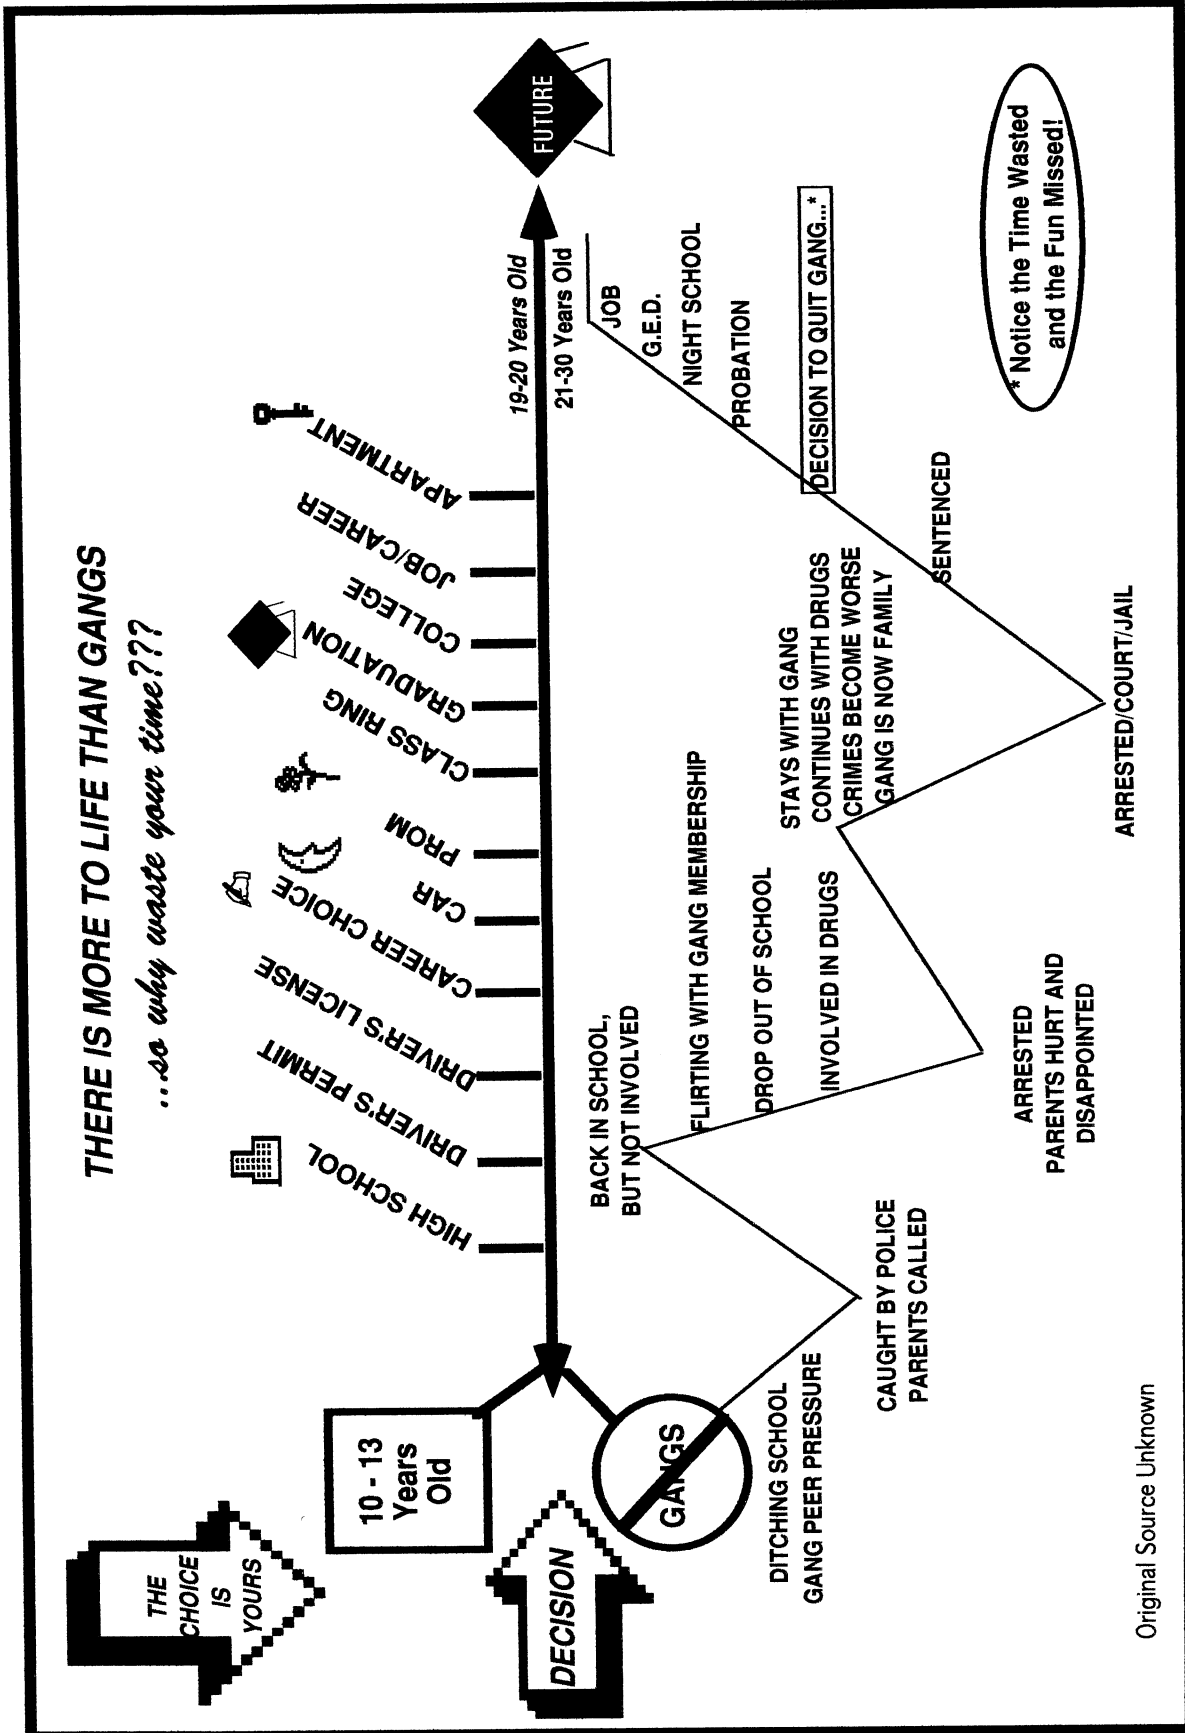 THERE IS MORE TO LIFE THAN GANGS
...so why waste your time???
THE
CHOICE
IS
YOURS
10 - 13
Years
Old
DECISION
GANGS
HIGH SCHOOL
DRIVER'S PERMIT
DRIVER'S LICENSE
CAREER CHOICE
CAR
PROM
CLASS RING
GRADUATION
COLLEGE
JOB/CAREER
APARTMENT
19-20 Years Old
21-30 Years Old
FUTURE
DITCHING SCHOOL
GANG PEER PRESSURE
CAUGHT BY POLICE
PARENTS CALLED
BACK IN SCHOOL,
BUT NOT INVOLVED
FLIRTING WITH GANG MEMBERSHIP
DROP OUT OF SCHOOL
INVOLVED IN DRUGS
ARRESTED
PARENTS HURT AND
DISAPPOINTED
STAYS WITH GANG
CONTINUES WITH DRUGS
CRIMES BECOME WORSE
GANG IS NOW FAMILY
ARRESTED/COURT/JAIL
SENTENCED
DECISION TO QUIT GANG...*
PROBATION
NIGHT SCHOOL
G.E.D.
JOB
* Notice the Time Wasted
and the Fun Missed!
Original Source Unknown